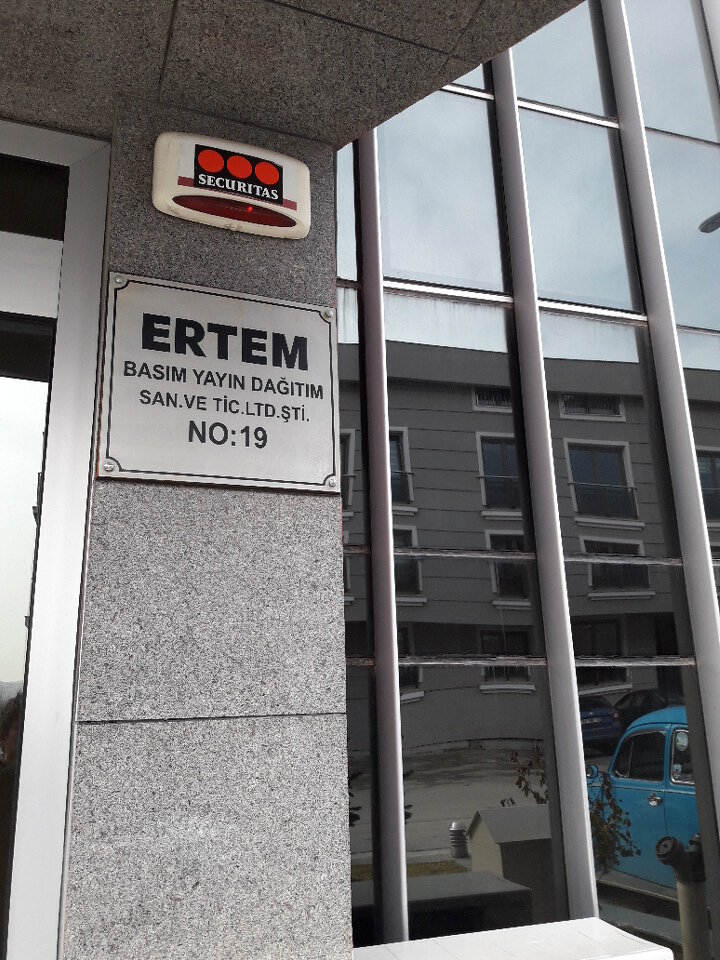 SECURITAS
ERTEM
BASIM YAYIN DAĞITIM
SAN.VE TİC.LTD.ŞTİ.
NO:19